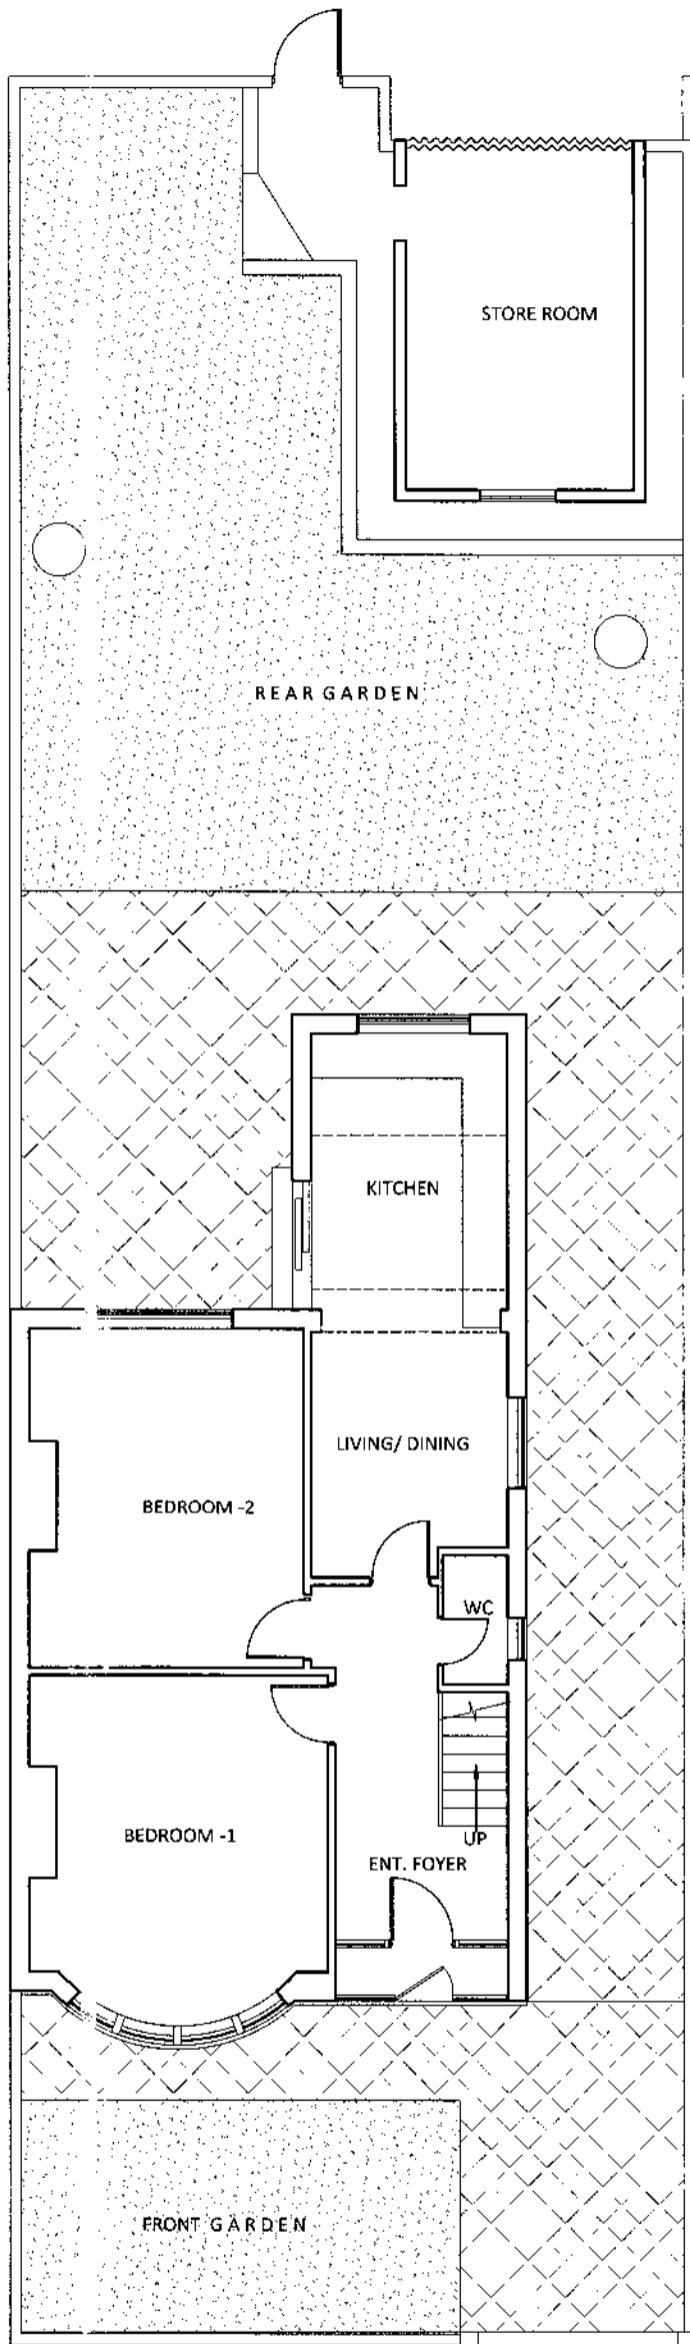 STORE ROOM
REAR GARDEN
KITCHEN
LIVING/ DINING
BEDROOM -2
WC
BEDROOM -1
UP
ENT. FOYER
FRONT GARDEN